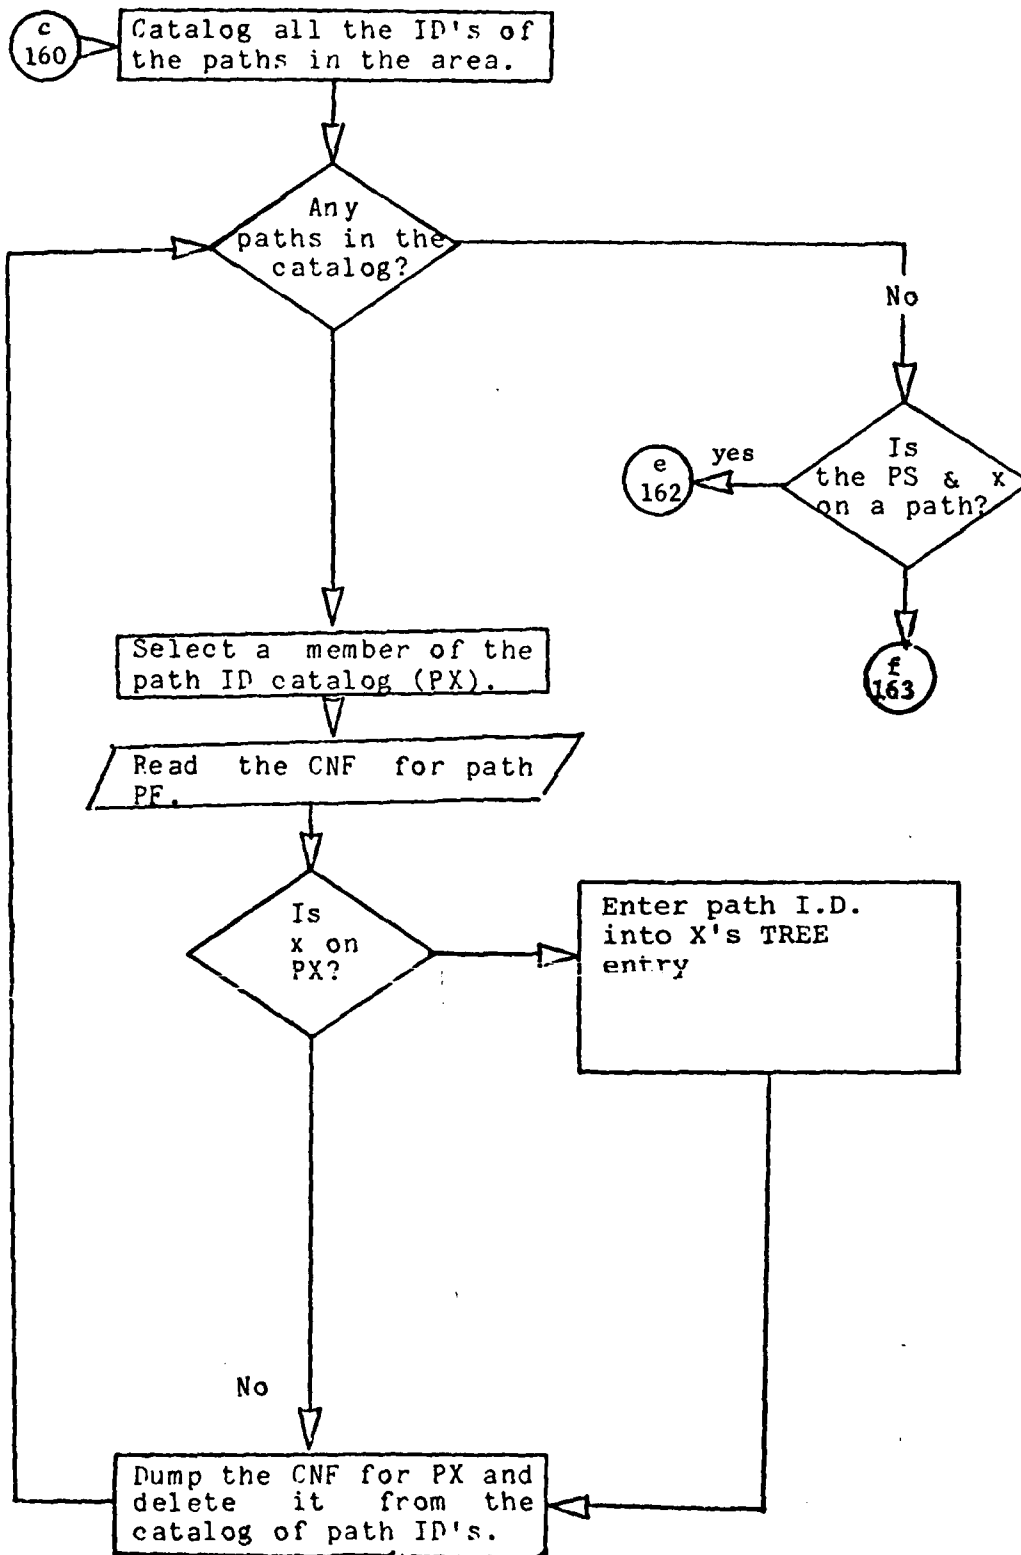 c
160
Catalog all the ID's of
the paths in the area.
Any
paths in the
catalog?
No
Is
the PS & x
on a path?
yes
e
162
f
163
Select a member of the
path ID catalog (PX).
Read the CNF for path
PF.
Is
x on
PX?
Enter path I.D.
into X's TREE
entry
No
Dump the CNF for PX and
delete it from the
catalog of path ID's.